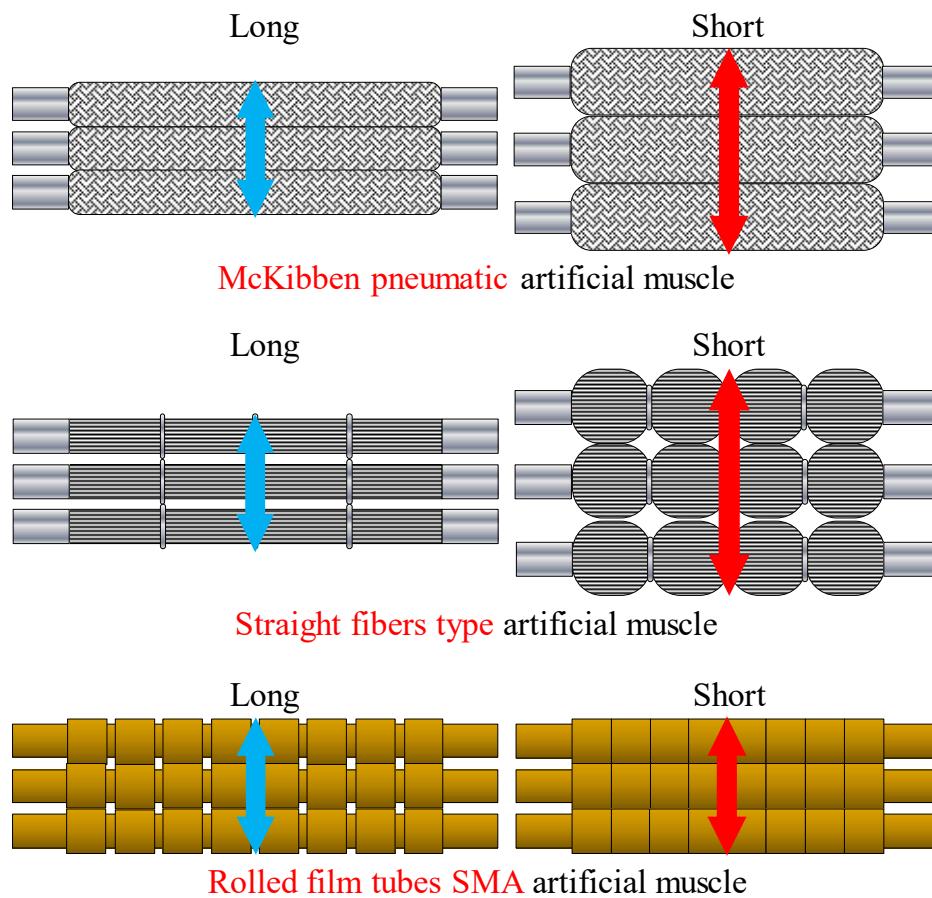 Long
Short
McKibben pneumatic artificial muscle
Long
Short
Straight fibers type artificial muscle
Long
Short
Rolled film tubes SMA artificial muscle